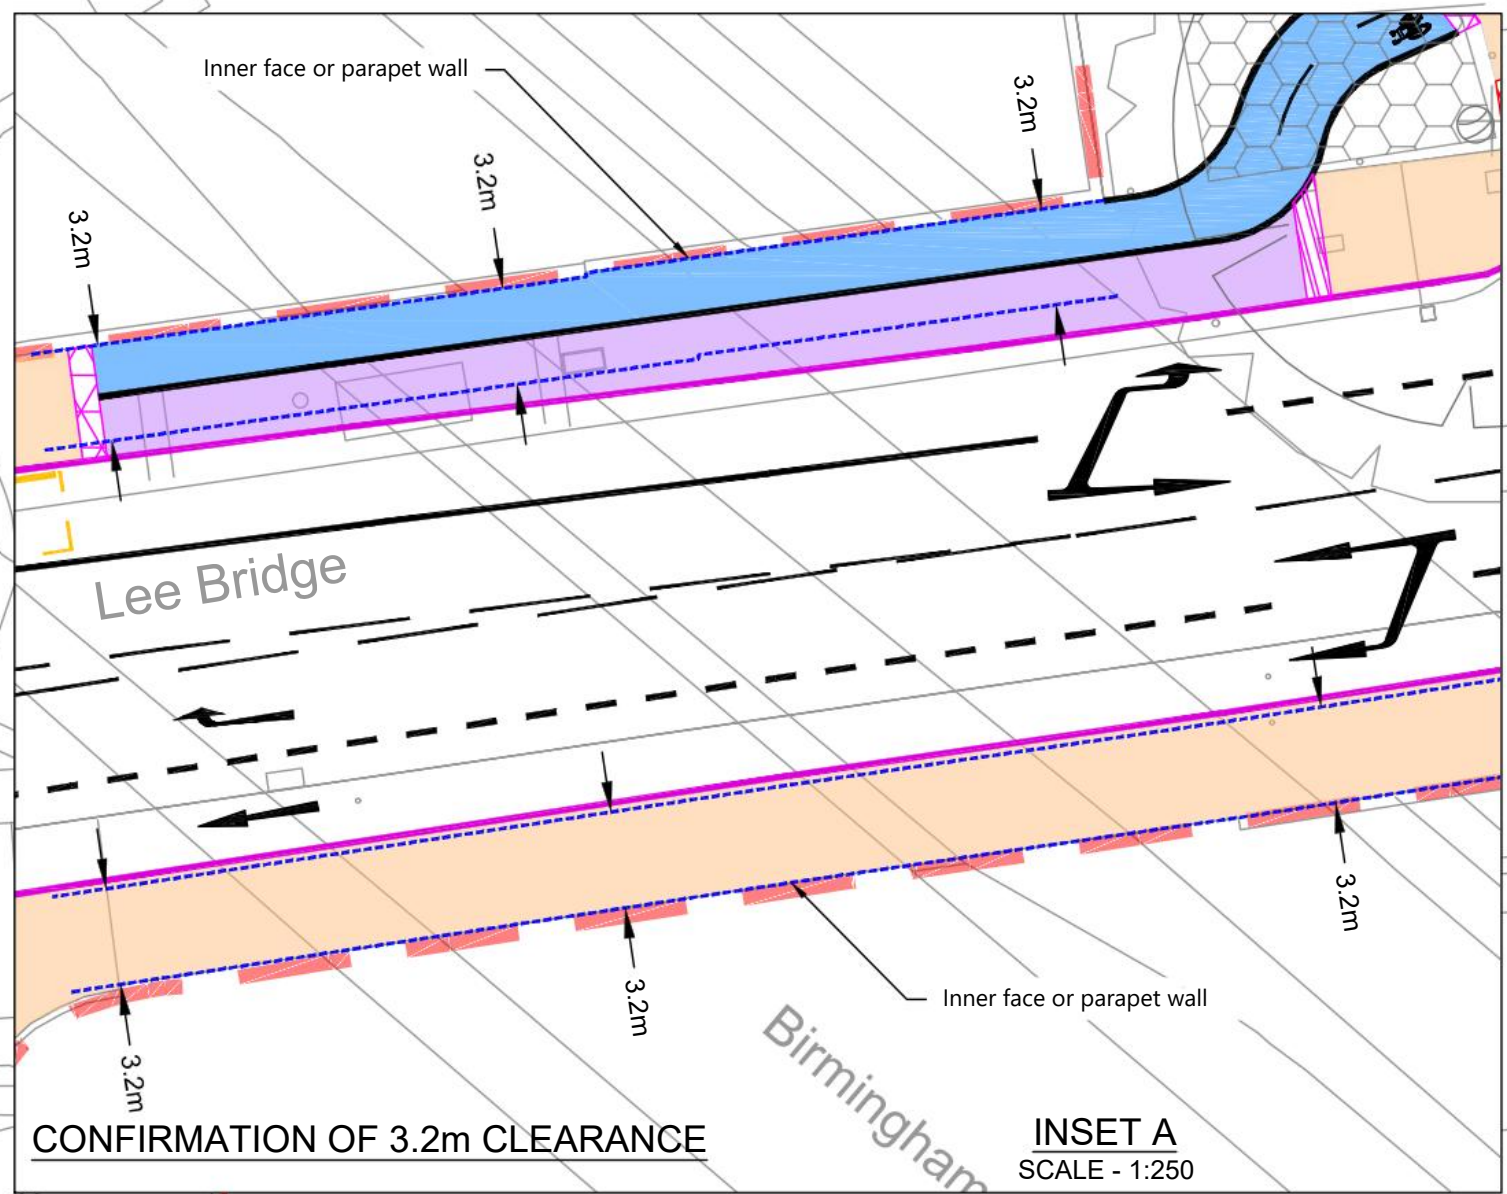 Inner face or parapet wall
3.2m
3.2m
3.2m
Lee Bridge
3.2m
3.2m
3.2m
Inner face or parapet wall
Birmingham
CONFIRMATION OF 3.2m CLEARANCE
INSET A
SCALE - 1:250